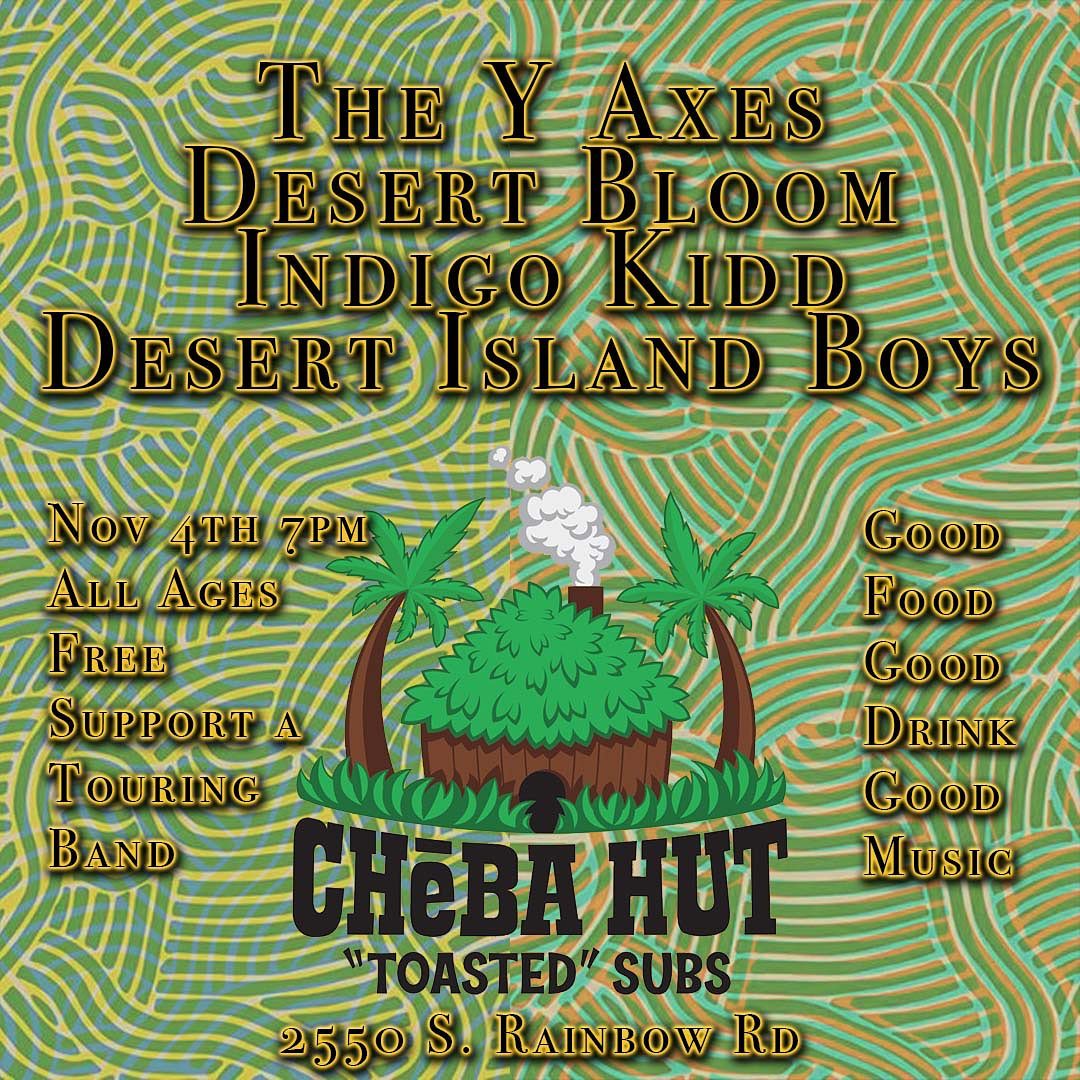 The Y Axes
Desert Bloom
Indigo Kidd
Desert Island Boys
Nov 4th 7pm
All Ages
Free
Support a
Touring
Band
Good
Food
Good
Drink
Good
Music
CHēBA HUT
"TOASTED" SUBS
2550 S. Rainbow Rd